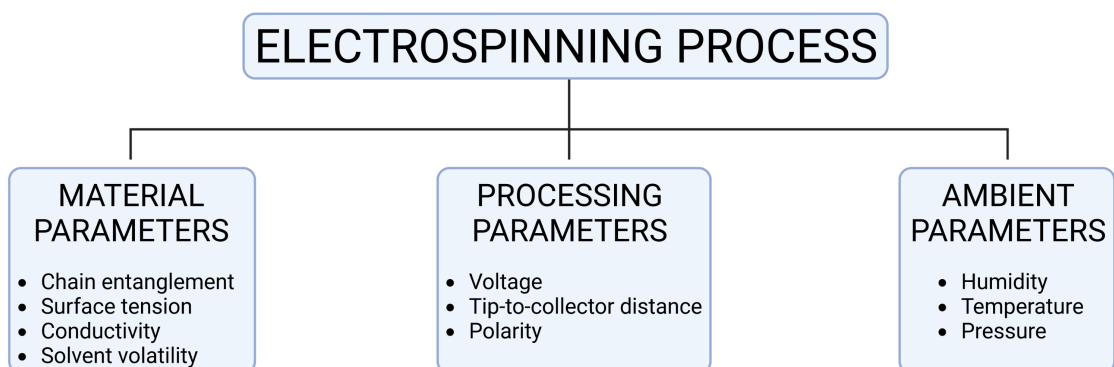 ELECTROSPINNING PROCESS
MATERIAL
PARAMETERS
• Chain entanglement
• Surface tension
• Conductivity
• Solvent volatility
PROCESSING
PARAMETERS
• Voltage
• Tip-to-collector distance
• Polarity
AMBIENT
PARAMETERS
• Humidity
• Temperature
• Pressure